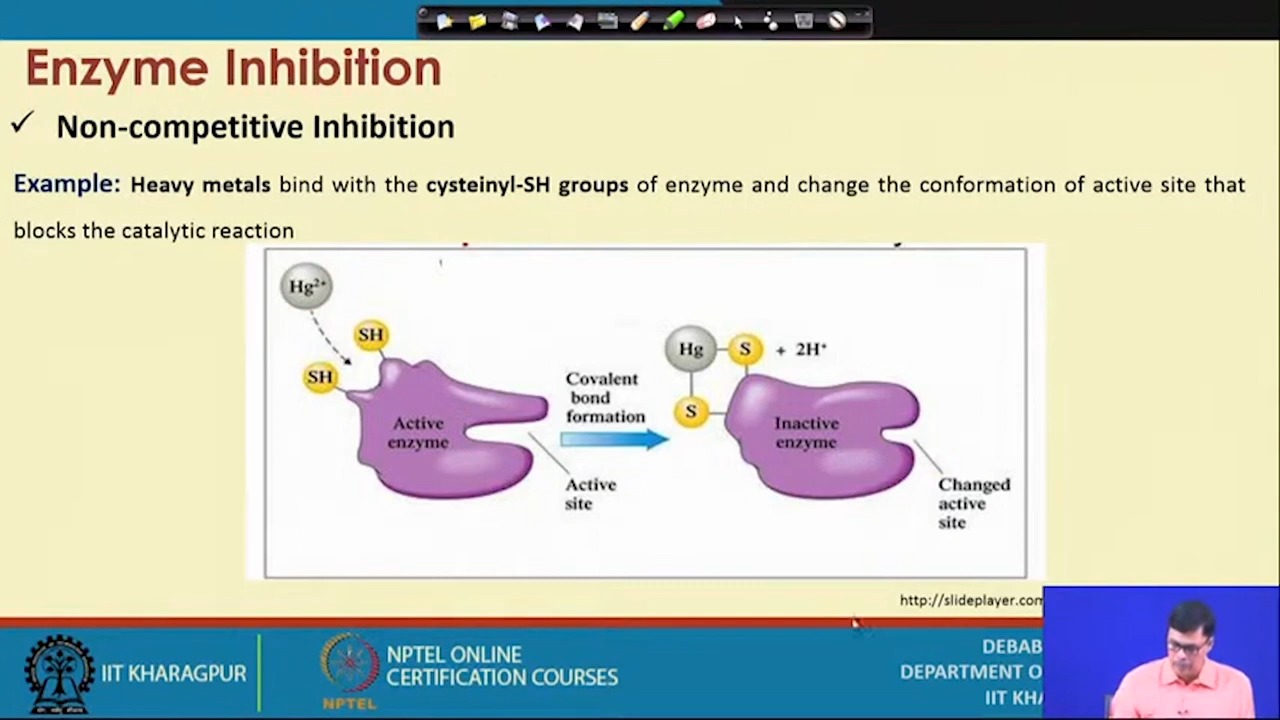 Enzyme Inhibition
✓ Non-competitive Inhibition
Example: Heavy metals bind with the cysteinyl-SH groups of enzyme and change the conformation of active site that
blocks the catalytic reaction
Hg²⁺
SH
SH
Active
enzyme
Active
site
Covalent
bond
formation
Hg
S
+ 2H⁺
S
Inactive
enzyme
Changed
active
site
http://slideplayer.com
IIT KHARAGPUR
NPTEL
NPTEL ONLINE
CERTIFICATION COURSES
DEBAB
DEPARTMENT O
IIT KHA